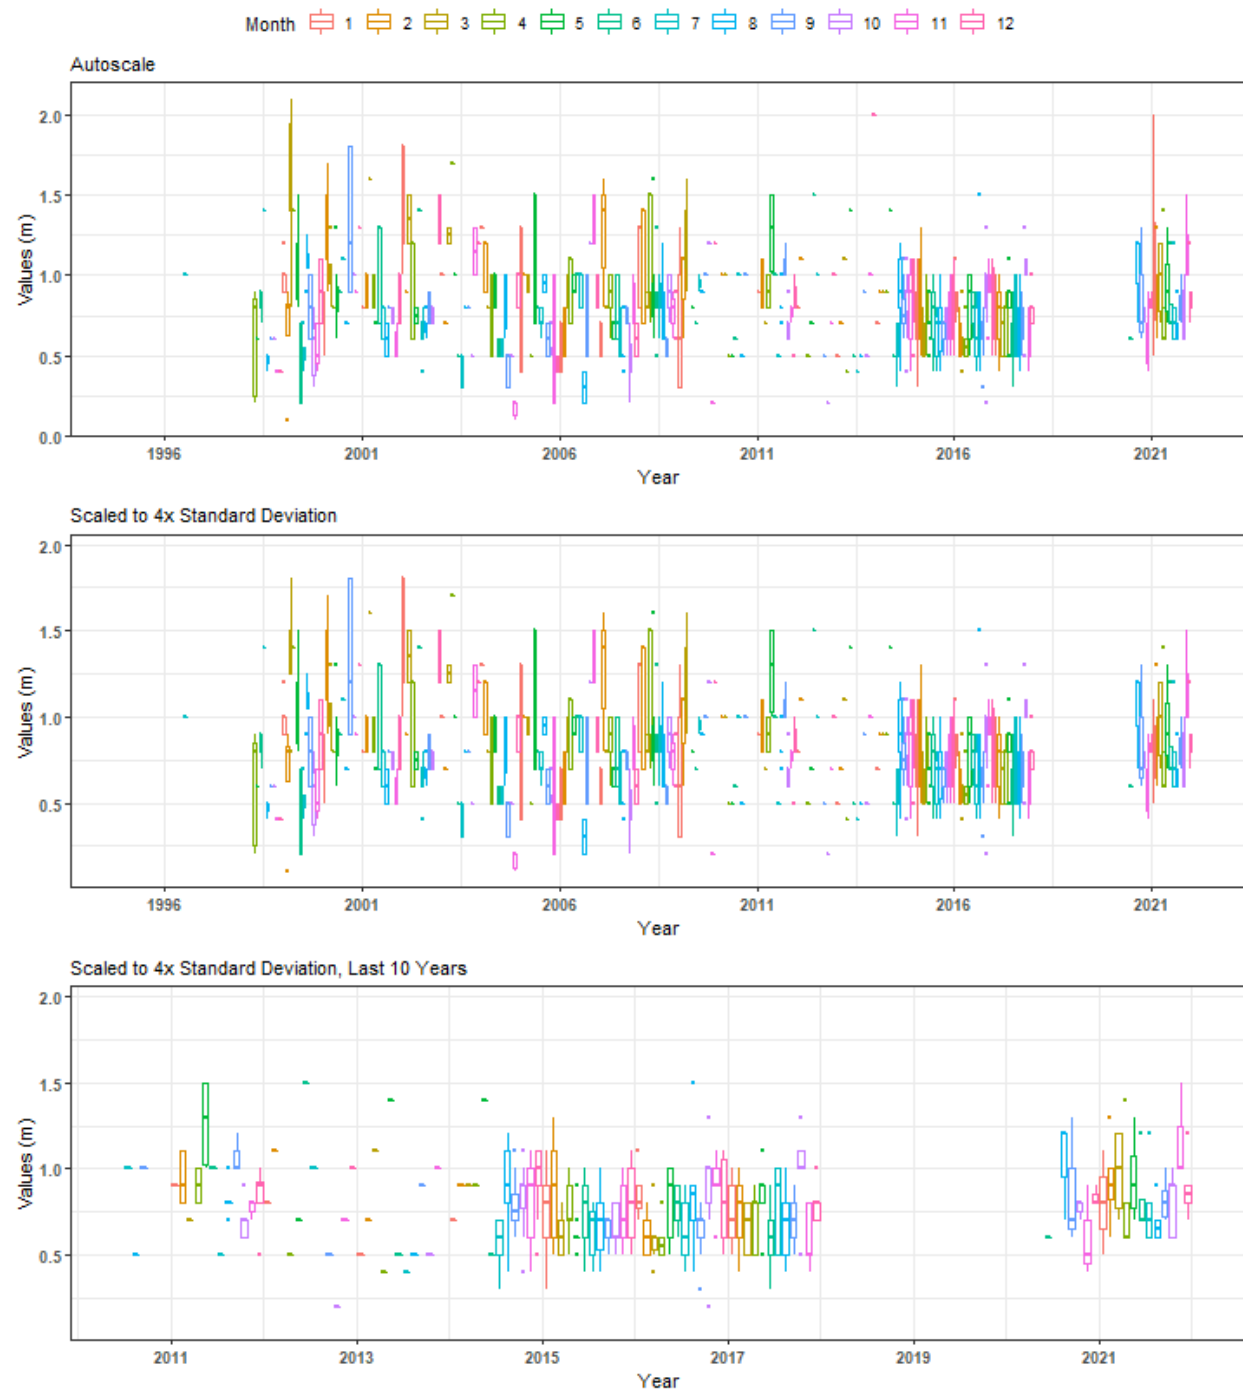 Month 1 2 3 4 5 6 7 8 9 10 11 12
Autoscale
Values (m)
2.0
1.5
1.0
0.5
0.0
1996 2001 2006 2011 2016 2021
Year
Scaled to 4x Standard Deviation
Values (m)
2.0
1.5
1.0
0.5
1996 2001 2006 2011 2016 2021
Year
Scaled to 4x Standard Deviation, Last 10 Years
Values (m)
2.0
1.5
1.0
0.5
2011 2013 2015 2017 2019 2021
Year